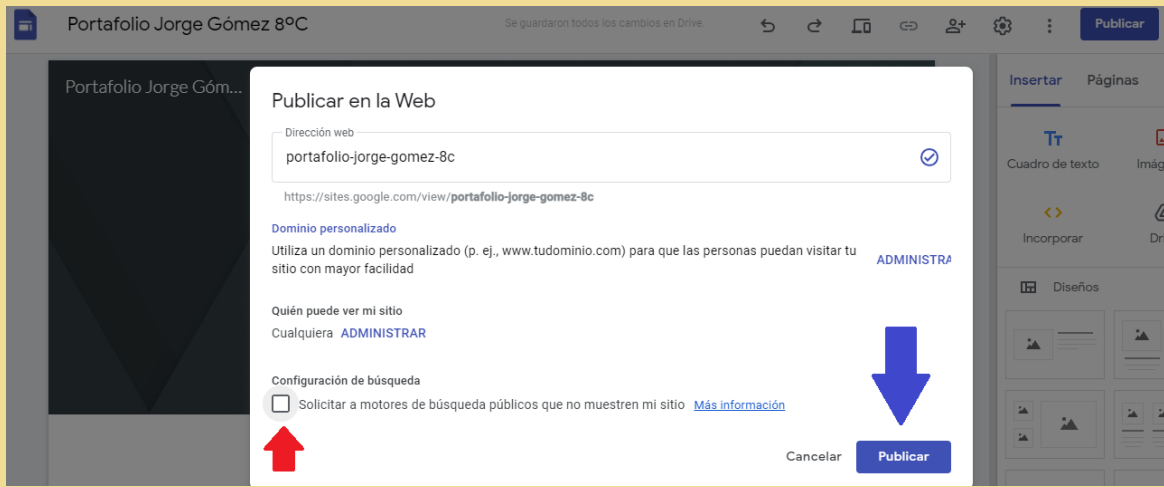 Portafolio Jorge Gómez 8ºC
Se guardaron todos los cambios en Drive.
Publicar
Portafolio Jorge Góm...
Insertar Páginas
Publicar en la Web
Dirección web
portafolio-jorge-gomez-8c
https://sites.google.com/view/portafolio-jorge-gomez-8c
Dominio personalizado
Utiliza un dominio personalizado (p. ej., www.tudominio.com) para que las personas puedan visitar tu
sitio con mayor facidad
ADMINISTRA
Quién puede ver mi sitio
Cualquiera ADMINISTRAR
Configuración de búsqueda
Solicitar a motores de búsqueda públicos que no muestren mi sitio Más información
Cancelar Publicar
Tт
Cuadro de texto
Imág
Incorporar
Dri
Diseños